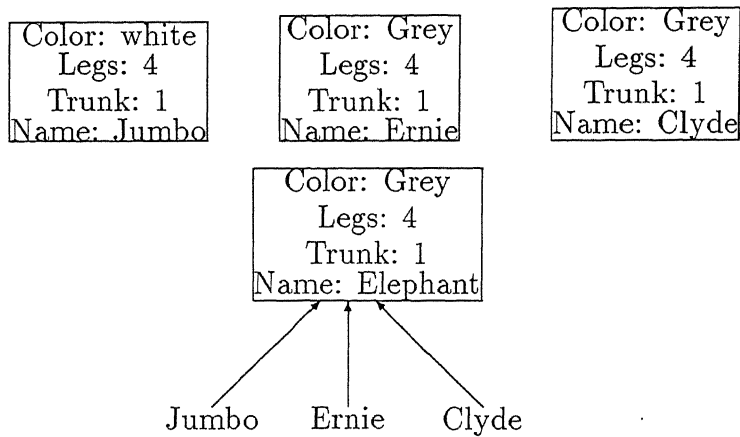 Color: white
Legs: 4
Trunk: 1
Name: Jumbo
Color: Grey
Legs: 4
Trunk: 1
Name: Ernie
Color: Grey
Legs: 4
Trunk: 1
Name: Clyde
Color: Grey
Legs: 4
Trunk: 1
Name: Elephant
Jumbo Ernie Clyde